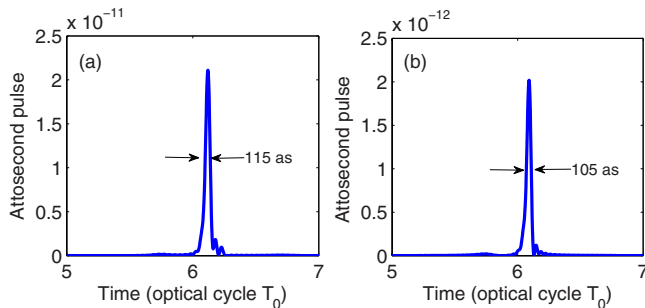 x 10⁻¹¹
(a)
2.5
2
1.5
1
0.5
0
Attosecond pulse
115 as
5
6
7
Time (optical cycle T₀)
x 10⁻¹²
(b)
2.5
2
1.5
1
0.5
0
Attosecond pulse
105 as
5
6
7
Time (optical cycle T₀)